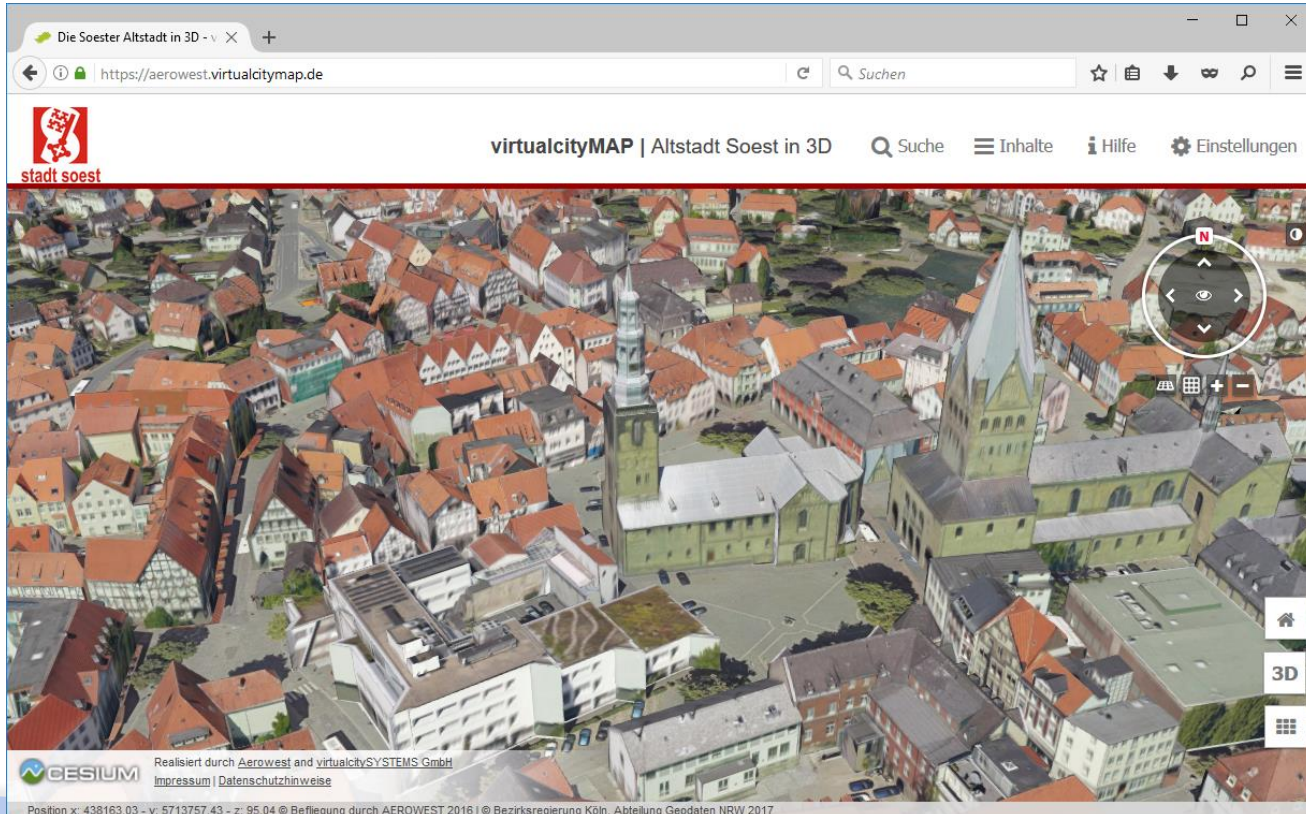 Die Soester Altstadt in 3D - v
https://aerowest.virtualcitymap.de
Suchen
stadt soest
virtualcityMAP | Altstadt Soest in 3D
Suche
Inhalte
Hilfe
Einstellungen
N
3D
CESIUM
Realisiert durch Aerowest and virtualcitySYSTEMS GmbH
Impressum | Datenschutzhinweise
Position x: 438163.03 - y: 5713757.43 - z: 95.04 © Befliegung durch AEROWEST 2016 | © Bezirksregierung Köln, Abteilung Geodaten NRW 2017